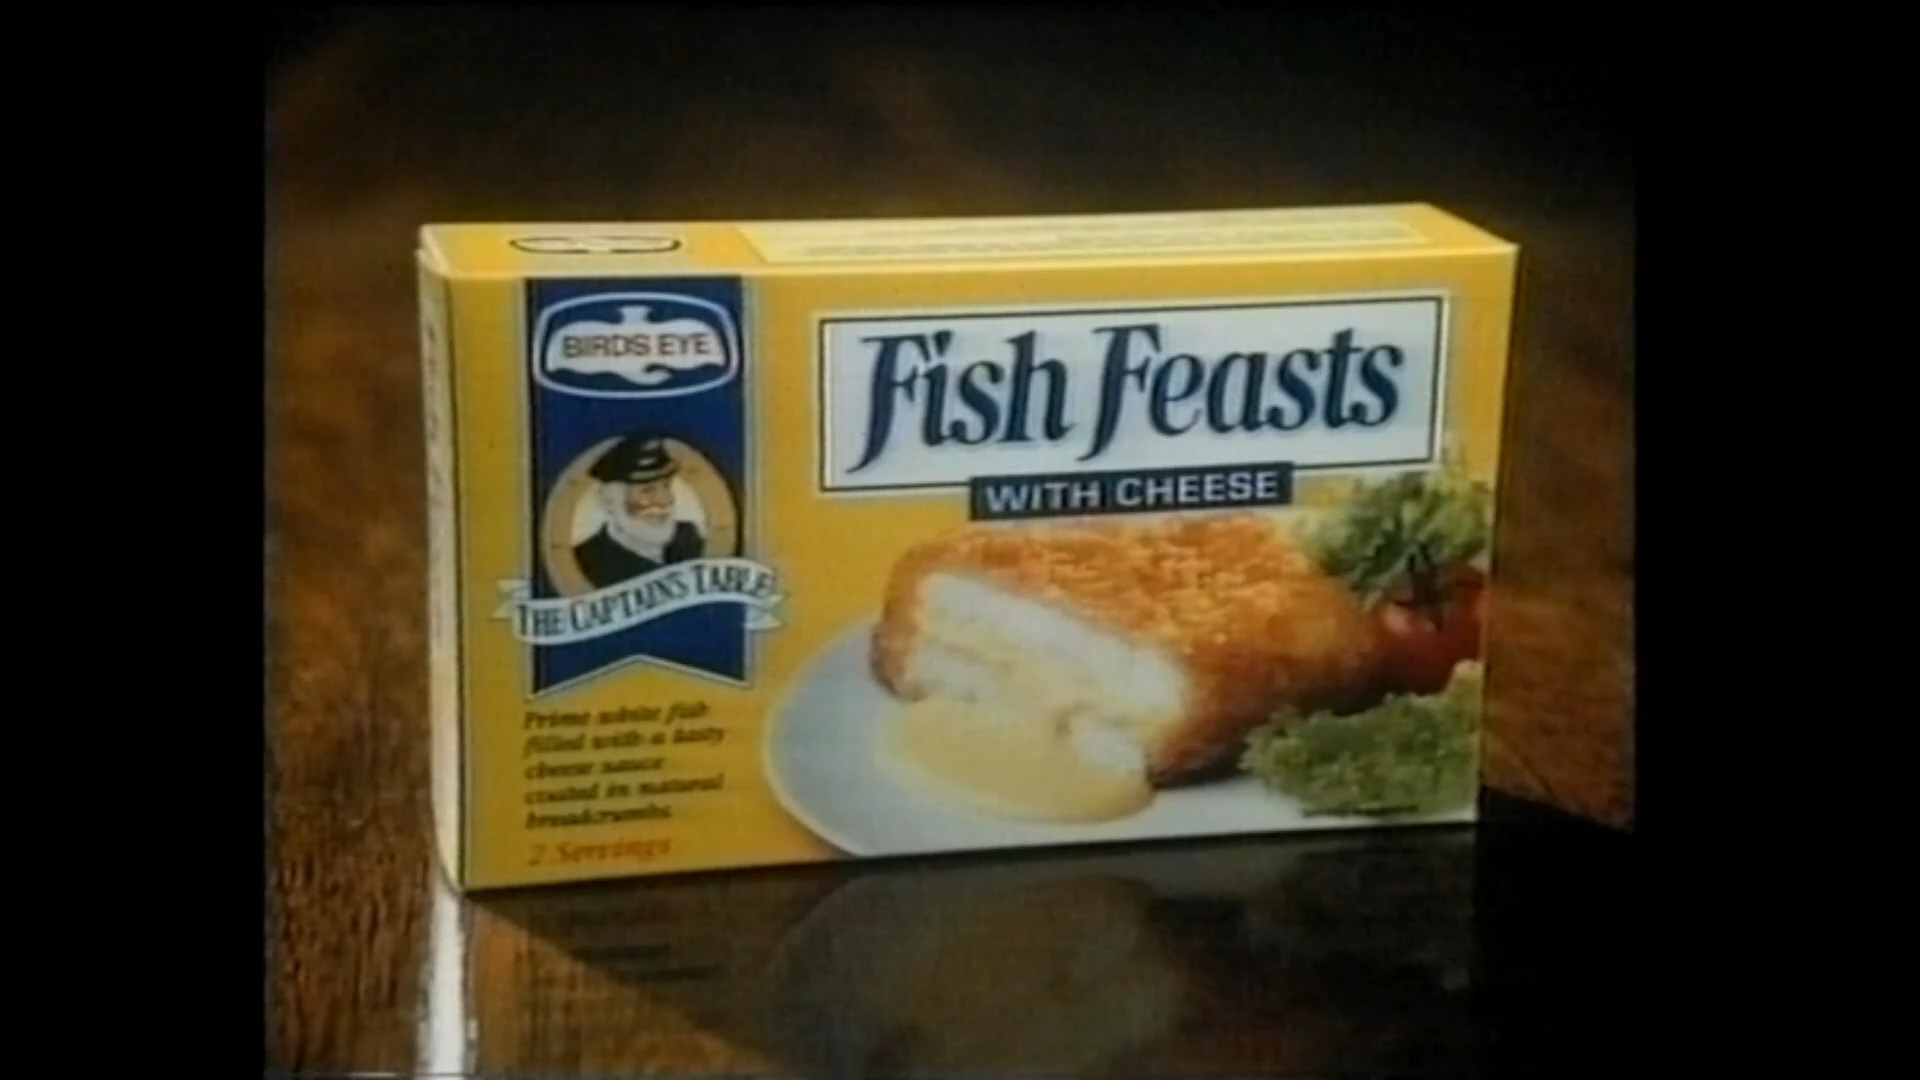 BIRDS EYE
Fish Feasts
WITH CHEESE
THE CAPTAIN'S TABLE
Prime white fish
filled with a tasty
cheese sauce
coated in natural
breadcrumbs.
2 Servings